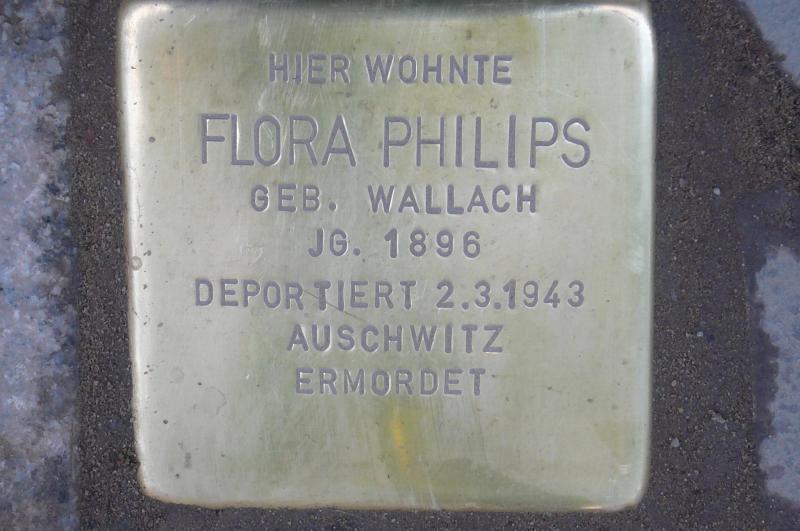 HIER WOHNTE
FLORA PHILIPS
GEB. WALLACH
JG. 1896
DEPORTIERT 2.3.1943
AUSCHWITZ
ERMORDET